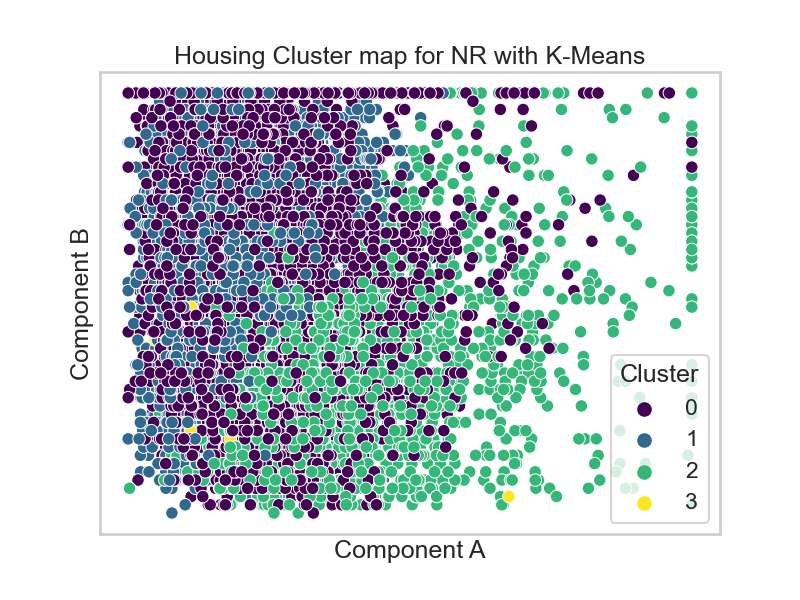 Housing Cluster map for NR with K-Means
Component B
Cluster
0
1
2
3
Component A